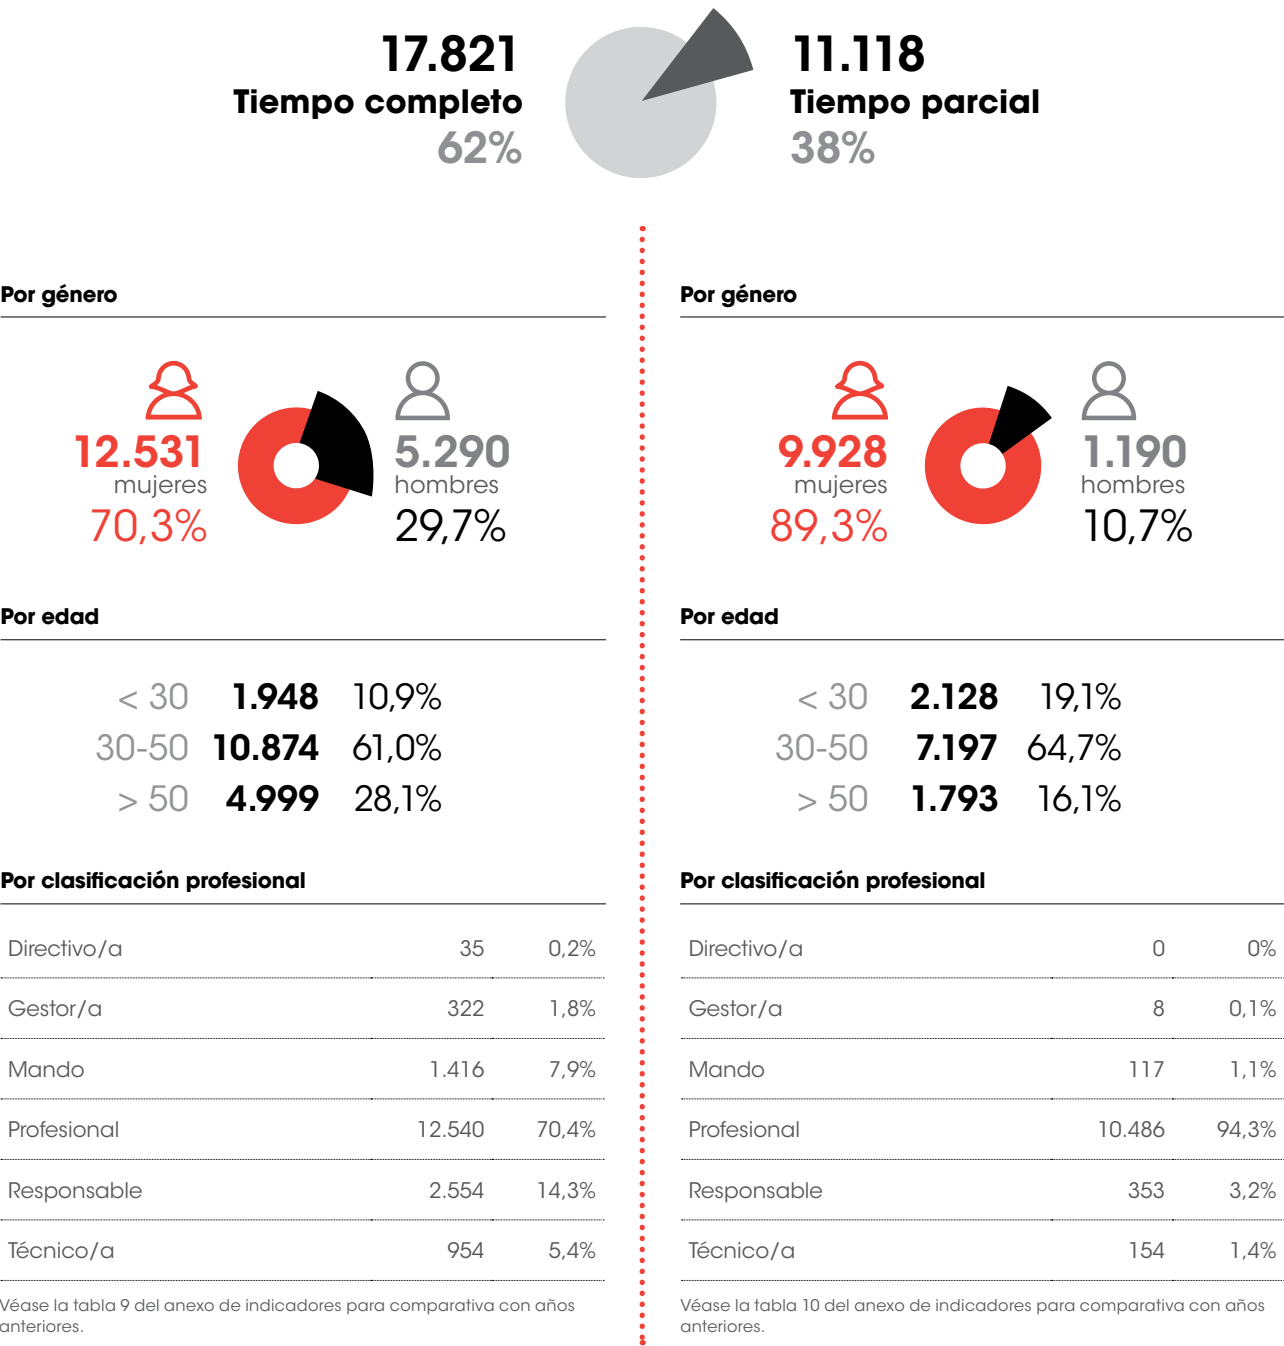 17.821
Tiempo completo
62%
11.118
Tiempo parcial
38%
Por género
12.531
mujeres
70,3%
5.290
hombres
29,7%
Por edad
< 30 1.948 10,9%
30-50 10.874 61,0%
> 50 4.999 28,1%
Por clasificación profesional
Directivo/a 35 0,2%
Gestor/a 322 1,8%
Mando 1.416 7,9%
Profesional 12.540 70,4%
Responsable 2.554 14,3%
Técnico/a 954 5,4%
Véase la tabla 9 del anexo de indicadores para comparativa con años
anteriores.
Por género
9.928
mujeres
89,3%
1.190
hombres
10,7%
Por edad
< 30 2.128 19,1%
30-50 7.197 64,7%
> 50 1.793 16,1%
Por clasificación profesional
Directivo/a 0 0%
Gestor/a 8 0,1%
Mando 117 1,1%
Profesional 10.486 94,3%
Responsable 353 3,2%
Técnico/a 154 1,4%
Véase la tabla 10 del anexo de indicadores para comparativa con años
anteriores.